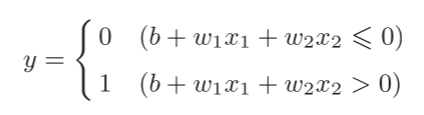 y = { 0 (b + w₁x₁ + w₂x₂ ⩽ 0)
1 (b + w₁x₁ + w₂x₂ > 0)